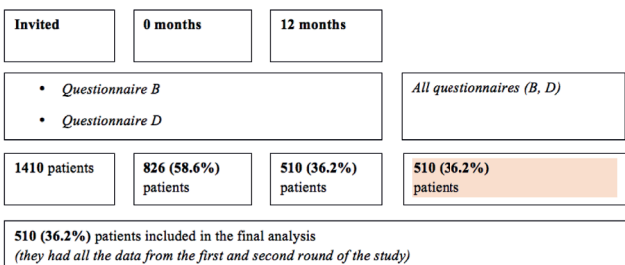 Invited
0 months
12 months
• Questionnaire B
• Questionnaire D
All questionnaires (B, D)
1410 patients
826 (58.6%)
patients
510 (36.2%)
patients
510 (36.2%)
patients
510 (36.2%) patients included in the final analysis
(they had all the data from the first and second round of the study)